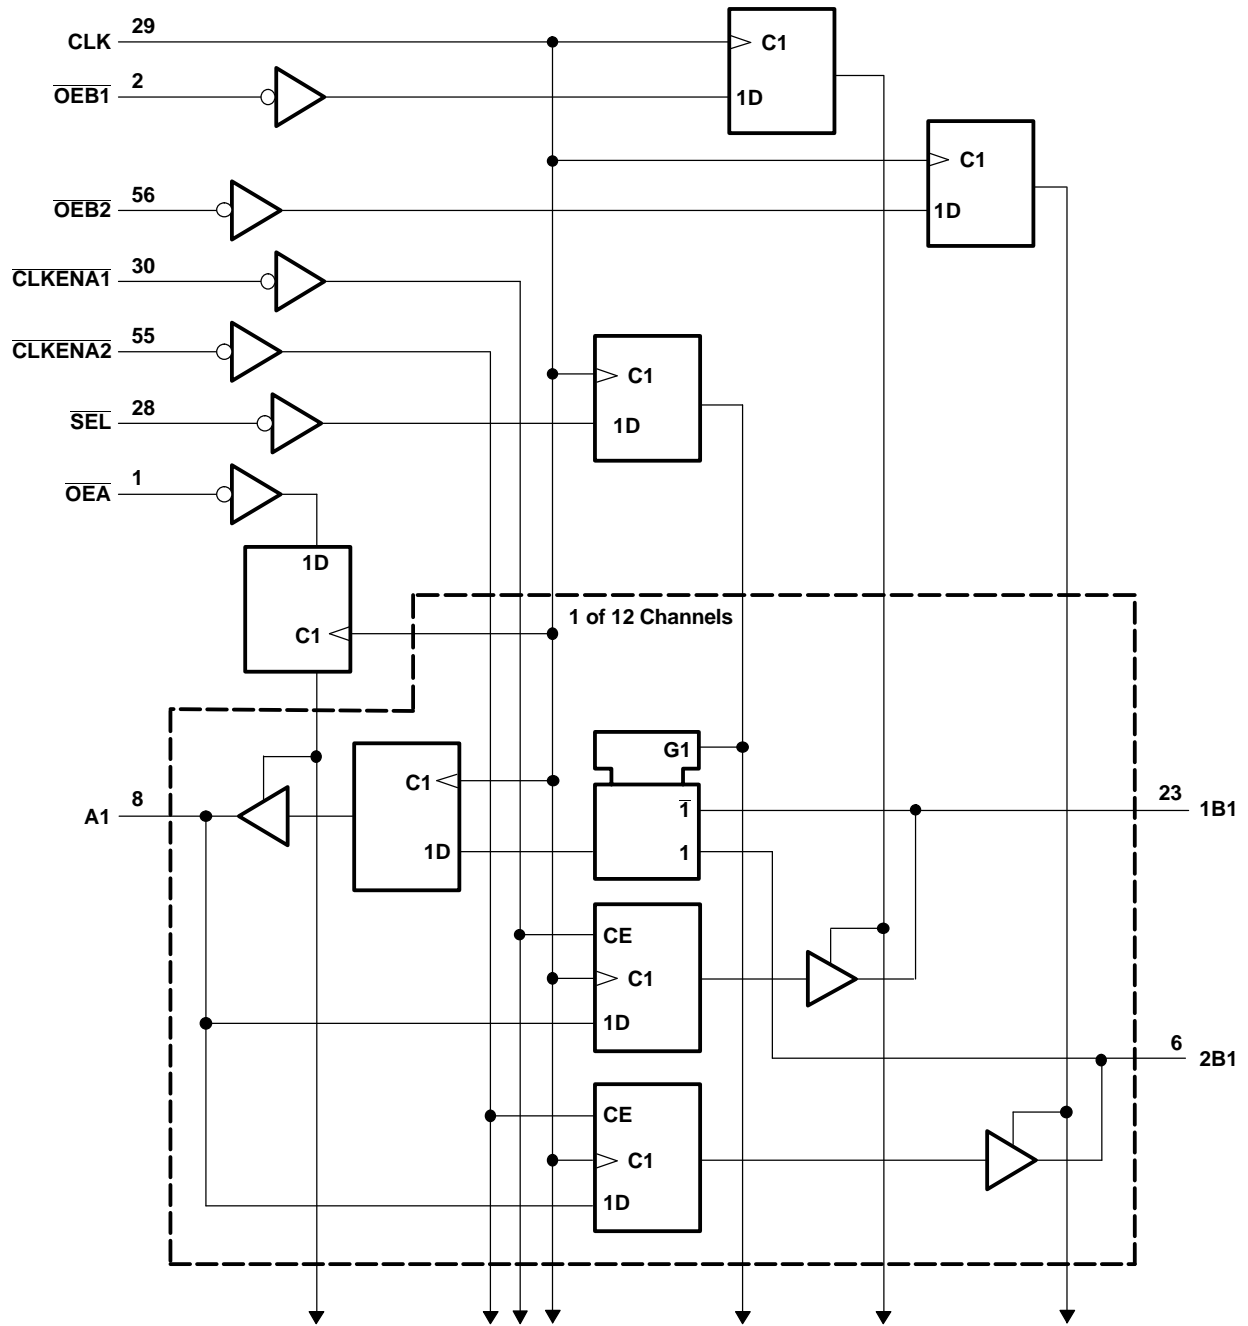 CLK 29
C1
OEB1 2
1D
C1
OEB2 56
1D
CLKENA1 30
CLKENA2 55
C1
SEL 28
1D
OEA 1
1D
1 of 12 Channels
C1
G1
C1
A1 8
1̅
23 1B1
1D
1
CE
C1
1D
6 2B1
CE
C1
1D